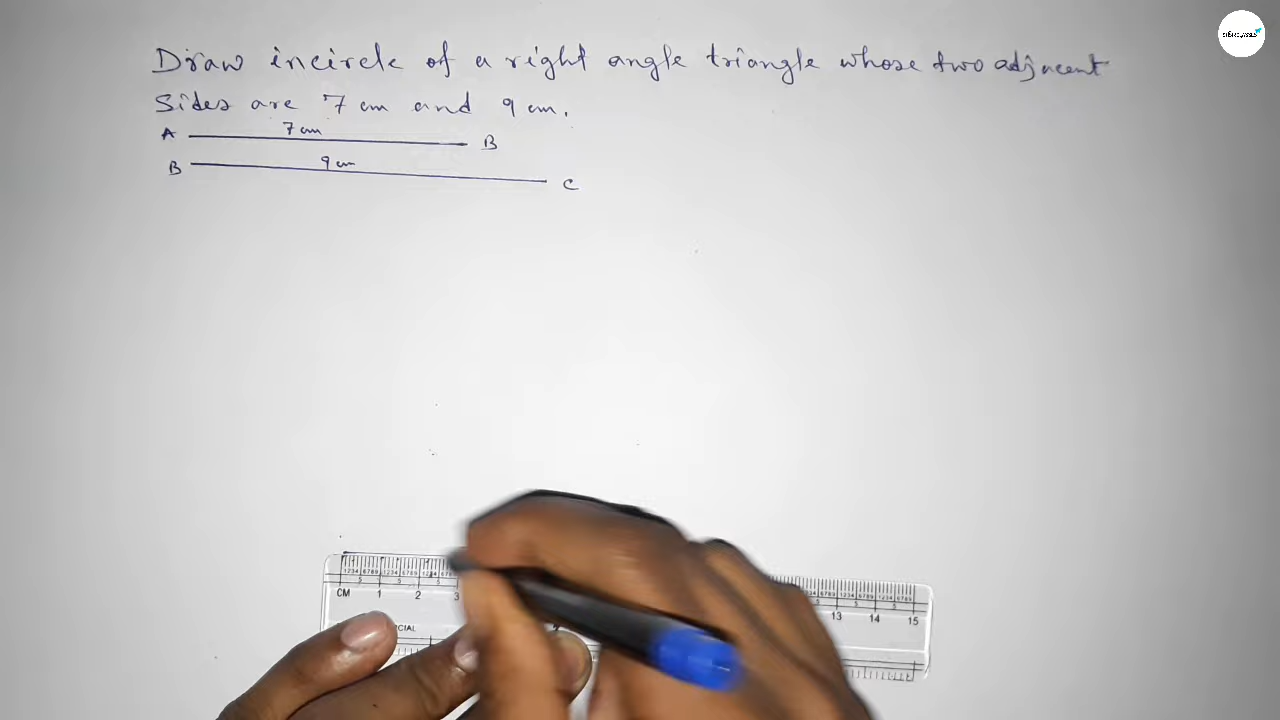 Draw incircle of a right angle triangle whose two adjacent
sides are 7 cm and 9 cm.
A 7 cm B
B 9 cm C
CM 1 2 3 13 14 15